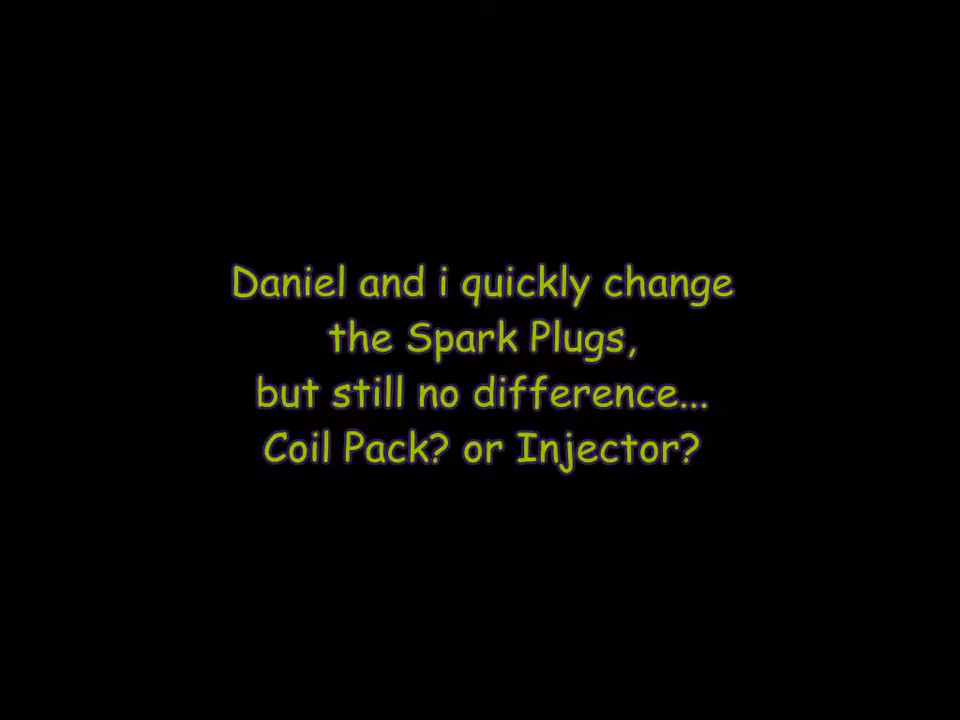 Daniel and i quickly change
the Spark Plugs,
but still no difference...
Coil Pack? or Injector?